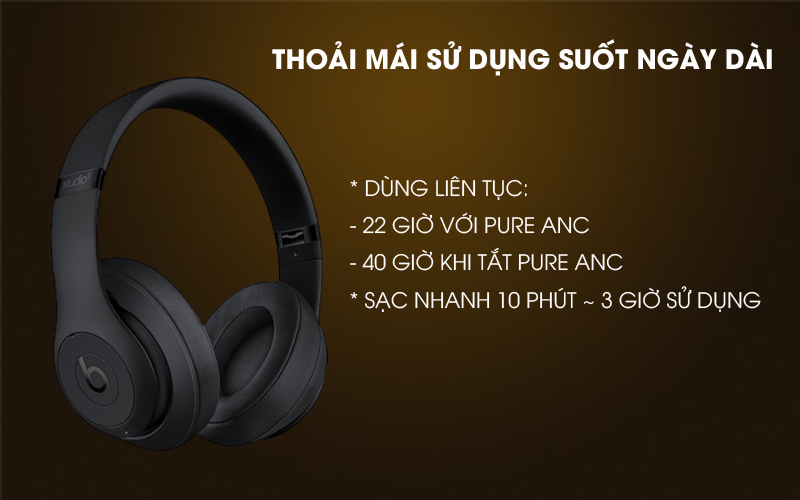 THOẢI MÁI SỬ DỤNG SUỐT NGÀY DÀI
studio³
* DÙNG LIÊN TỤC:
- 22 GIỜ VỚI PURE ANC
- 40 GIỜ KHI TẮT PURE ANC
* SẠC NHANH 10 PHÚT ~ 3 GIỜ SỬ DỤNG
L
b